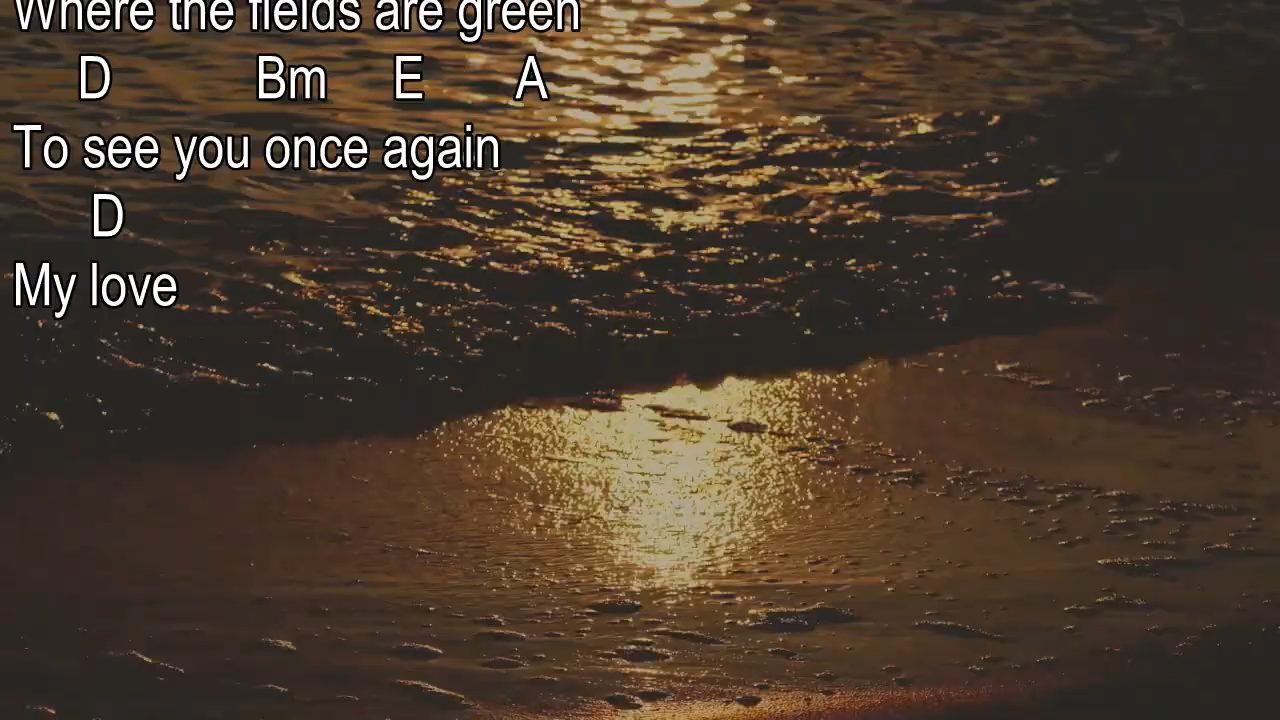 Where the fields are green
D Bm E A
To see you once again
D
My love